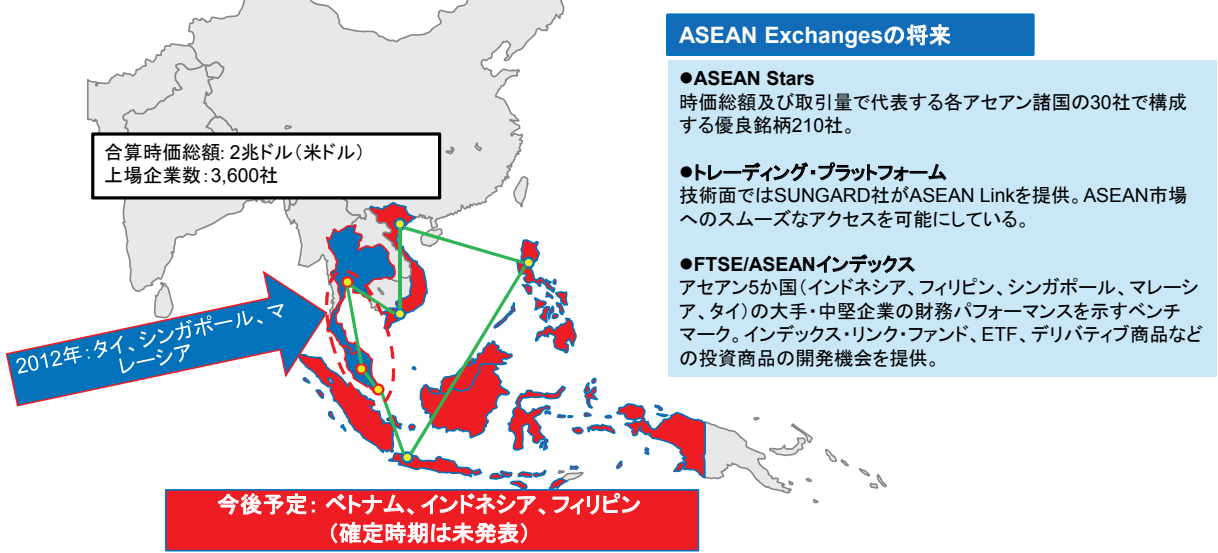 ASEAN Exchangesの将来
●ASEAN Stars
時価総額及び取引量で代表する各アセアン諸国の30社で構成
する優良銘柄210社。
●トレーディング・プラットフォーム
技術面ではSUNGARD社がASEAN Linkを提供。ASEAN市場
へのスムーズなアクセスを可能にしている。
●FTSE/ASEANインデックス
アセアン5か国(インドネシア、フィリピン、シンガポール、マレーシ
ア、タイ)の大手・中堅企業の財務パフォーマンスを示すベンチ
マーク。インデックス・リンク・ファンド、ETF、デリバティブ商品など
の投資商品の開発機会を提供。
合算時価総額: 2兆ドル(米ドル)
上場企業数:3,600社
2012年:タイ、シンガポール、マ
レーシア
今後予定: ベトナム、インドネシア、フィリピン
(確定時期は未発表)